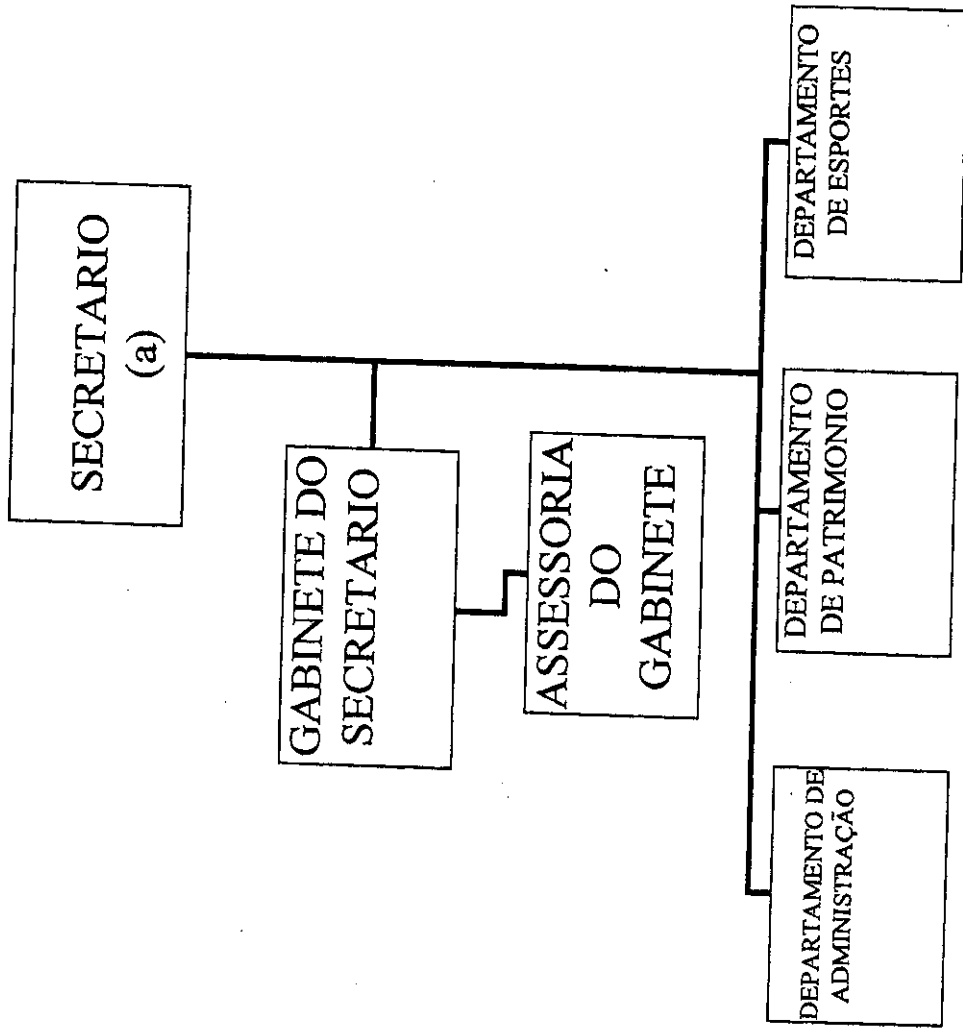 SECRETARIO
(a)
GABINETE DO
SECRETARIO
ASSESSORIA
DO
GABINETE
DEPARTAMENTO DE
ADMINISTRAÇÃO
DEPARTAMENTO
DE PATRIMONIO
DEPARTAMENTO
DE ESPORTES